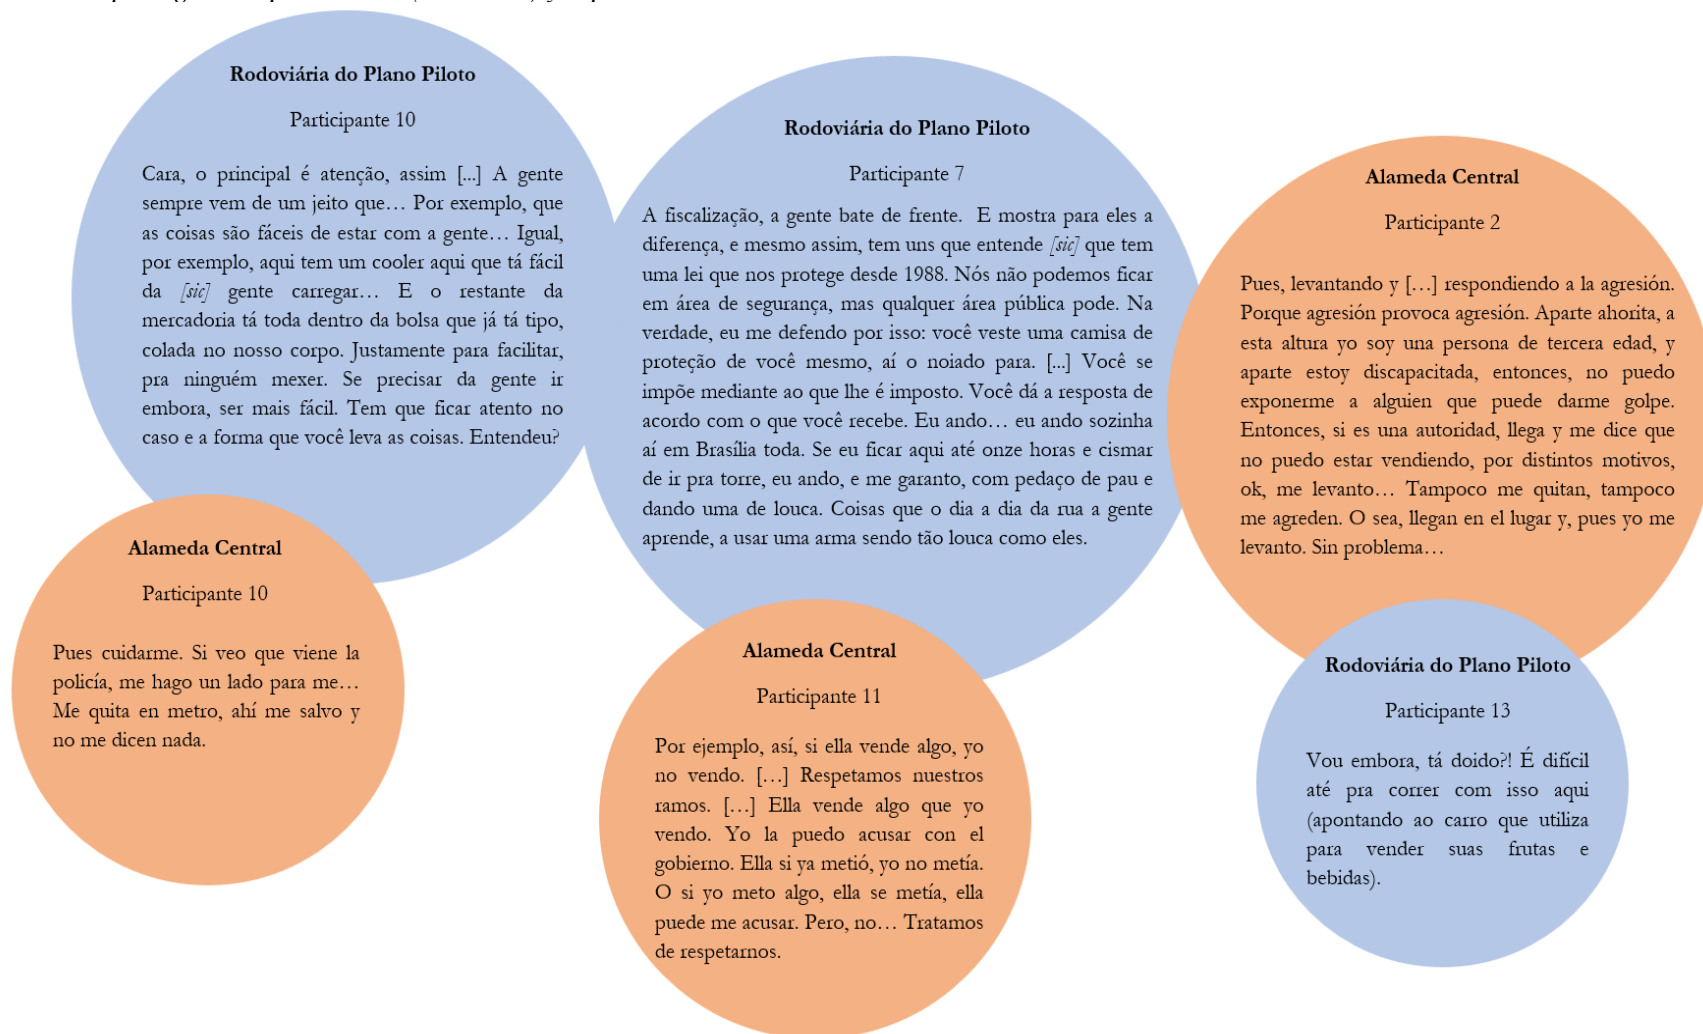 Rodoviária do Plano Piloto
Participante 10
Cara, o principal é atenção, assim [...] A gente
sempre vem de um jeito que… Por exemplo, que
as coisas são fáceis de estar com a gente… Igual,
por exemplo, aqui tem um cooler aqui que tá fácil
da [sic] gente carregar… E o restante da
mercadoria tá toda dentro da bolsa que já tá tipo,
colada no nosso corpo. Justamente para facilitar,
pra ninguém mexer. Se precisar da gente ir
embora, ser mais fácil. Tem que ficar atento no
caso e a forma que você leva as coisas. Entendeu?
Rodoviária do Plano Piloto
Participante 7
A fiscalização, a gente bate de frente. E mostra para eles a
diferença, e mesmo assim, tem uns que entende [sic] que tem
uma lei que nos protege desde 1988. Nós não podemos ficar
em área de segurança, mas qualquer área pública pode. Na
verdade, eu me defendo por isso: você veste uma camisa de
proteção de você mesmo, aí o noiado para. [...] Você se
impõe mediante ao que lhe é imposto. Você dá a resposta de
acordo com o que você recebe. Eu ando… eu ando sozinha
aí em Brasília toda. Se eu ficar aqui até onze horas e cismar
de ir pra torre, eu ando, e me garanto, com pedaço de pau e
dando uma de louca. Coisas que o dia a dia da rua a gente
aprende, a usar uma arma sendo tão louca como eles.
Alameda Central
Participante 2
Pues, levantando y […] respondiendo a la agresión.
Porque agresión provoca agresión. Aparte ahorita, a
esta altura yo soy una persona de tercera edad, y
aparte estoy discapacitada, entonces, no puedo
exponerme a alguien que puede darme golpe.
Entonces, si es una autoridad, llega y me dice que
no puedo estar vendiendo, por distintos motivos,
ok, me levanto… Tampoco me quitan, tampoco
me agreden. O sea, llegan en el lugar y, pues yo me
levanto. Sin problema…
Alameda Central
Participante 10
Pues cuidarme. Si veo que viene la
policía, me hago un lado para me…
Me quita en metro, ahí me salvo y
no me dicen nada.
Alameda Central
Participante 11
Por ejemplo, así, si ella vende algo, yo
no vendo. […] Respetamos nuestros
ramos. […] Ella vende algo que yo
vendo. Yo la puedo acusar con el
gobierno. Ella si ya metió, yo no metía.
O si yo meto algo, ella se metía, ella
puede me acusar. Pero, no… Tratamos
de respetarnos.
Rodoviária do Plano Piloto
Participante 13
Vou embora, tá doido?! É difícil
até pra correr com isso aqui
(apontando ao carro que utiliza
para vender suas frutas e
bebidas).